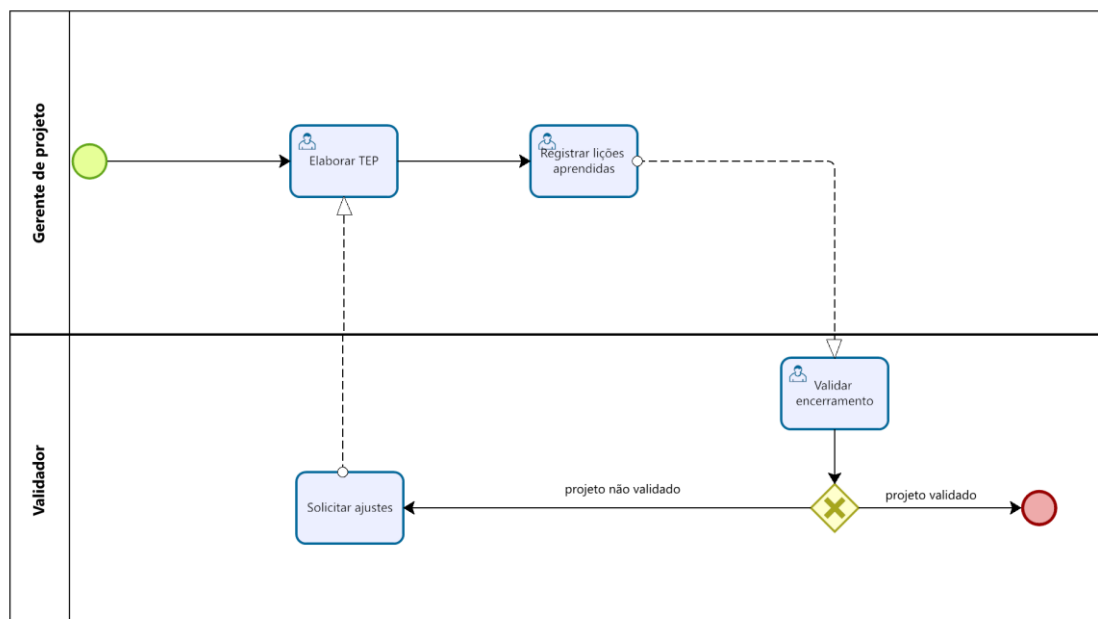 Gerente de projeto
Elaborar TEP
Registrar lições
aprendidas
Validador
Validar
encerramento
projeto não validado
projeto validado
Solicitar ajustes